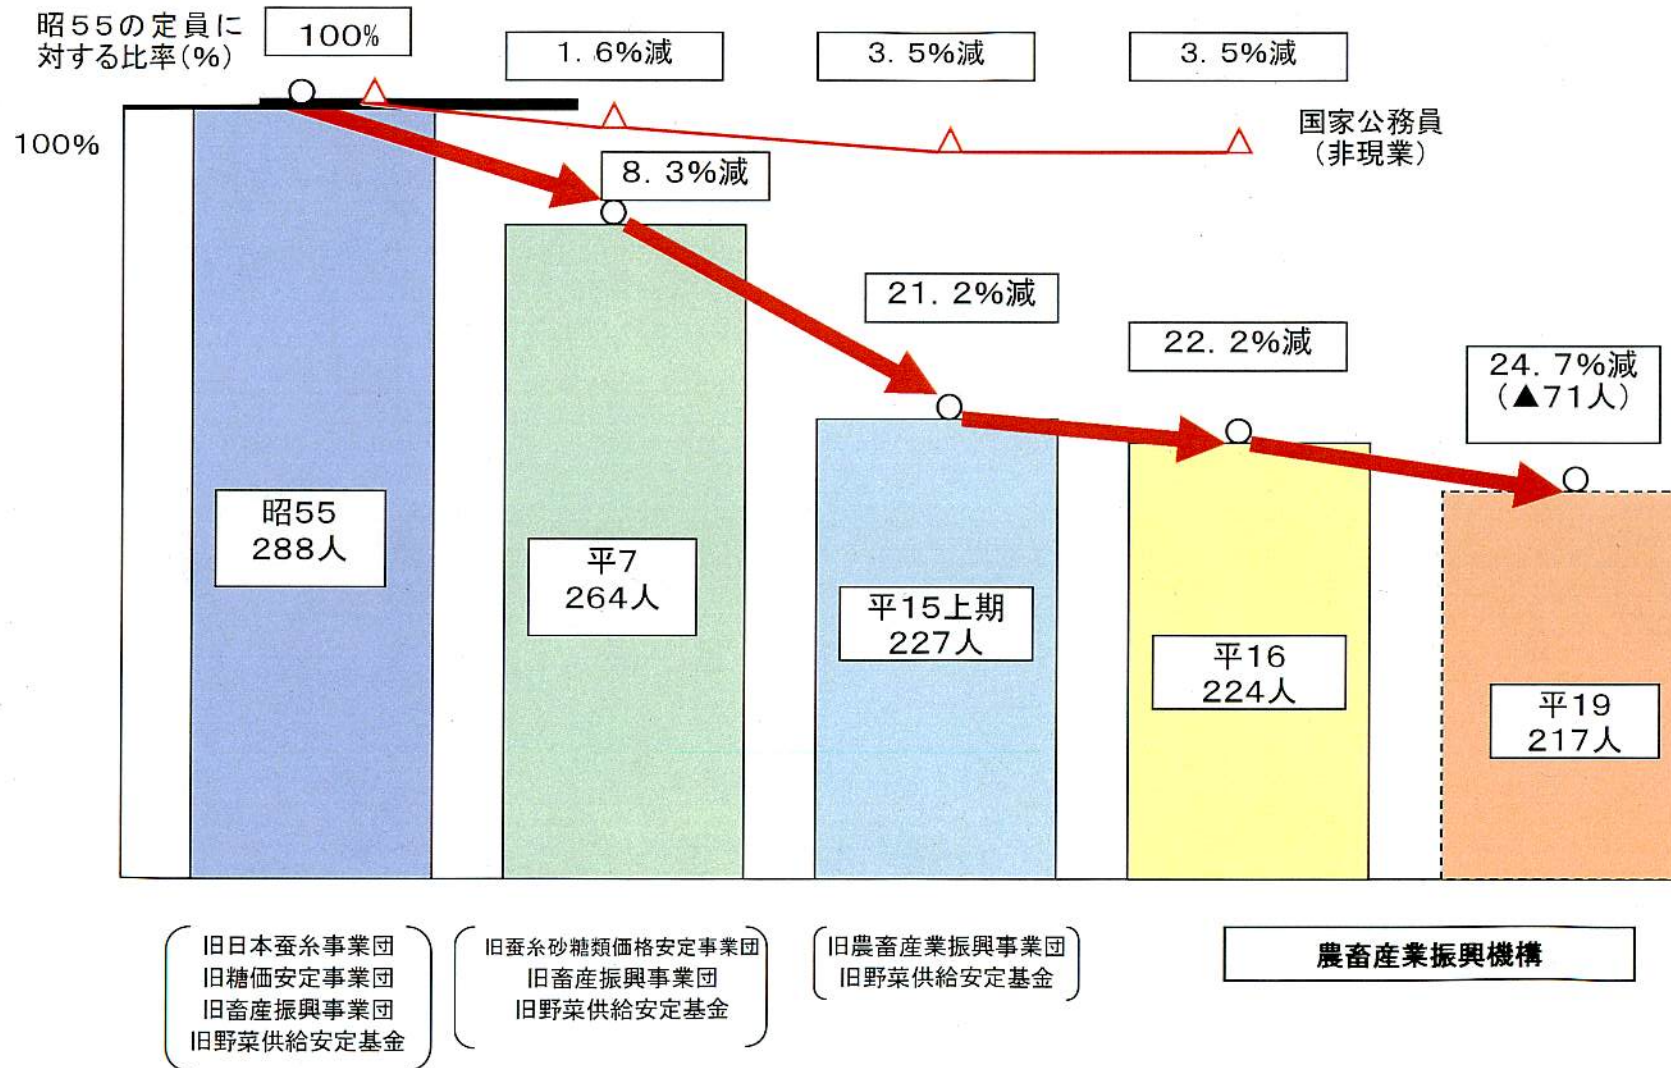 昭55の定員に
対する比率(%)
100%
1.6%減
3.5%減
3.5%減
100%
国家公務員
(非現業)
8.3%減
21.2%減
22.2%減
24.7%減
(▲71人)
昭55
288人
平7
264人
平15上期
227人
平16
224人
平19
217人
旧日本蚕糸事業団
旧糖価安定事業団
旧畜産振興事業団
旧野菜供給安定基金
旧蚕糸砂糖類価格安定事業団
旧畜産振興事業団
旧野菜供給安定基金
旧農畜産業振興事業団
旧野菜供給安定基金
農畜産業振興機構